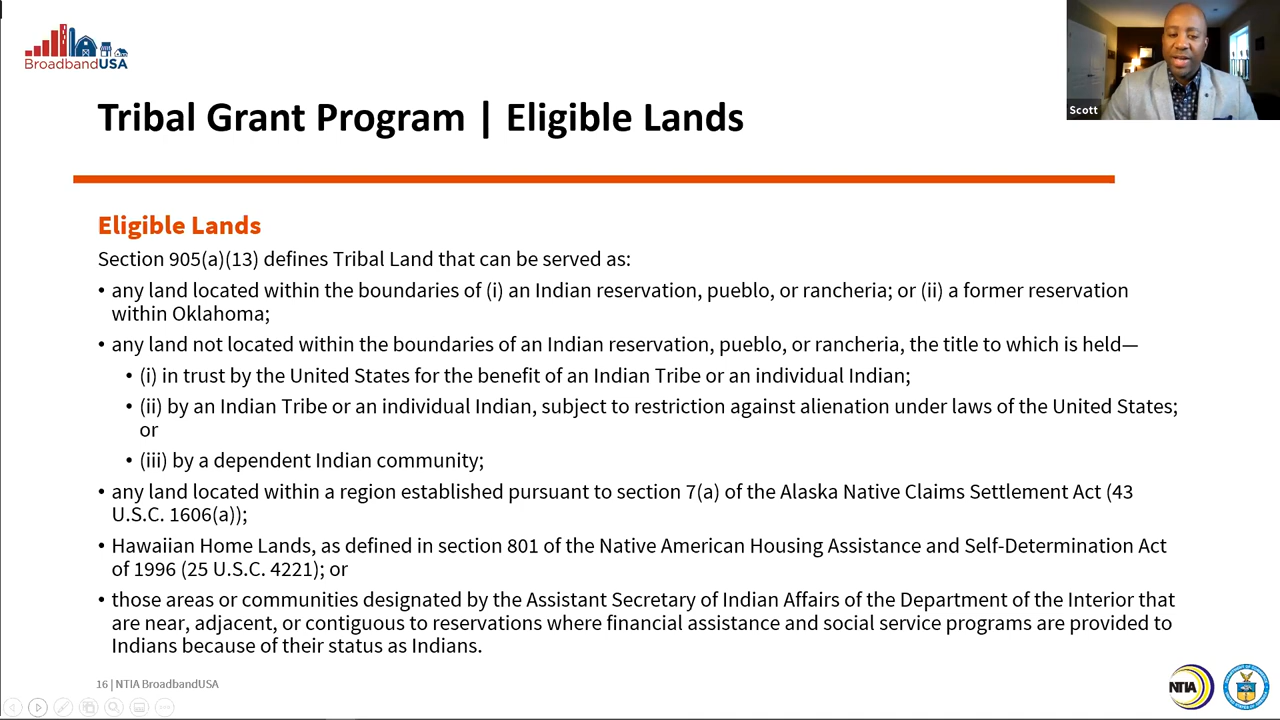 BroadbandUSA
Scott
Tribal Grant Program | Eligible Lands
Eligible Lands
Section 905(a)(13) defines Tribal Land that can be served as:
• any land located within the boundaries of (i) an Indian reservation, pueblo, or rancheria; or (ii) a former reservation
within Oklahoma;
• any land not located within the boundaries of an Indian reservation, pueblo, or rancheria, the title to which is held—
• (i) in trust by the United States for the benefit of an Indian Tribe or an individual Indian;
• (ii) by an Indian Tribe or an individual Indian, subject to restriction against alienation under laws of the United States;
or
• (iii) by a dependent Indian community;
• any land located within a region established pursuant to section 7(a) of the Alaska Native Claims Settlement Act (43
U.S.C. 1606(a));
• Hawaiian Home Lands, as defined in section 801 of the Native American Housing Assistance and Self-Determination Act
of 1996 (25 U.S.C. 4221); or
• those areas or communities designated by the Assistant Secretary of Indian Affairs of the Department of the Interior that
are near, adjacent, or contiguous to reservations where financial assistance and social service programs are provided to
Indians because of their status as Indians.
16 | NTIA BroadbandUSA
NTIA